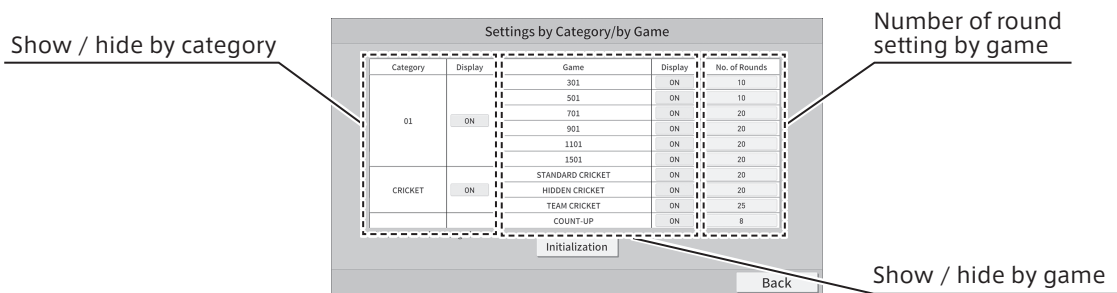 Show / hide by category
Number of round
setting by game
Settings by Category/by Game
Category Display Game Display No. of Rounds
301 ON 10
501 ON 10
701 ON 20
01 ON
901 ON 20
1101 ON 20
1501 ON 20
STANDARD CRICKET ON 20
CRICKET ON HIDDEN CRICKET ON 20
TEAM CRICKET ON 25
COUNT-UP ON 8
Initialization
Back
Show / hide by game